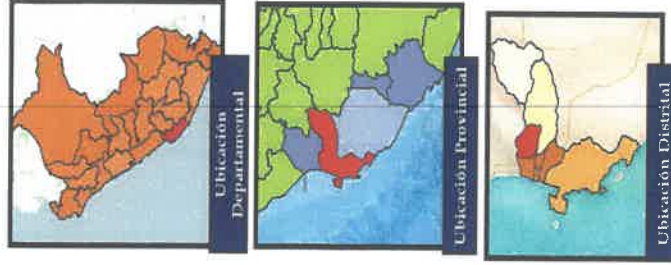 Ubicación
Departamental
Ubicación Provincial
Ubicación Distrital